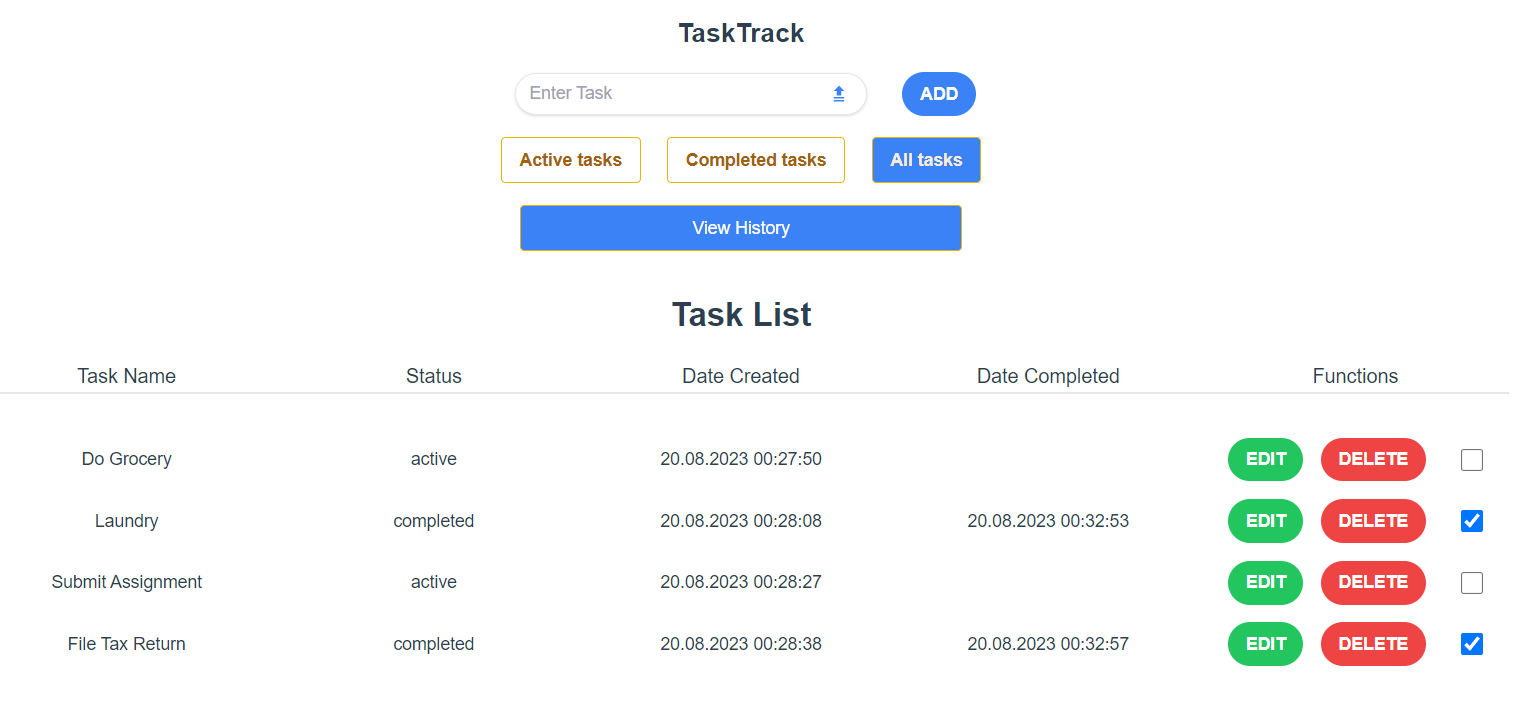 TaskTrack
Enter Task ADD
Active tasks Completed tasks All tasks
View History
Task List
Task Name Status Date Created Date Completed Functions
Do Grocery active 20.08.2023 00:27:50 EDIT DELETE
Laundry completed 20.08.2023 00:28:08 20.08.2023 00:32:53 EDIT DELETE
Submit Assignment active 20.08.2023 00:28:27 EDIT DELETE
File Tax Return completed 20.08.2023 00:28:38 20.08.2023 00:32:57 EDIT DELETE